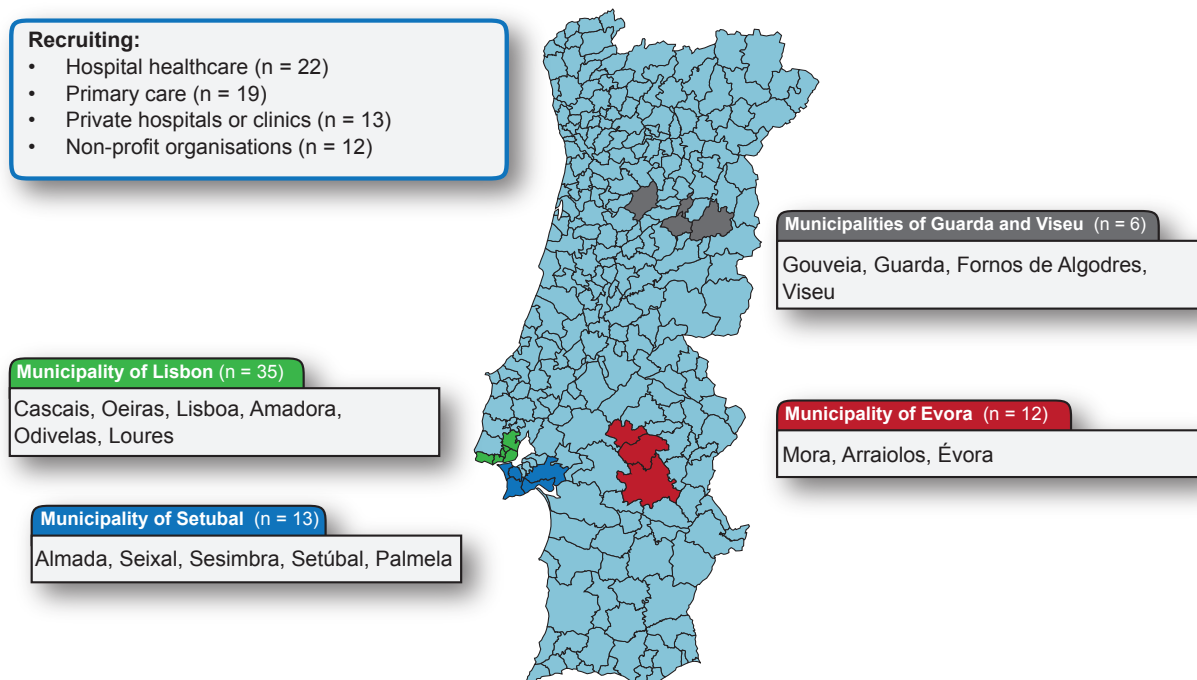 Recruiting:
• Hospital healthcare (n = 22)
• Primary care (n = 19)
• Private hospitals or clinics (n = 13)
• Non-profit organisations (n = 12)
Municipalities of Guarda and Viseu (n = 6)
Gouveia, Guarda, Fornos de Algodres,
Viseu
Municipality of Lisbon (n = 35)
Cascais, Oeiras, Lisboa, Amadora,
Odivelas, Loures
Municipality of Evora (n = 12)
Mora, Arraiolos, Évora
Municipality of Setubal (n = 13)
Almada, Seixal, Sesimbra, Setúbal, Palmela